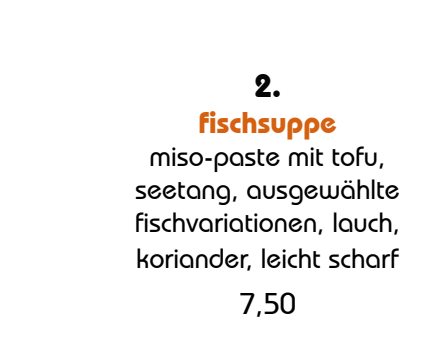 2.
fischsuppe
miso-paste mit tofu,
seetang, ausgewählte
fischvariationen, lauch,
koriander, leicht scharf
7,50